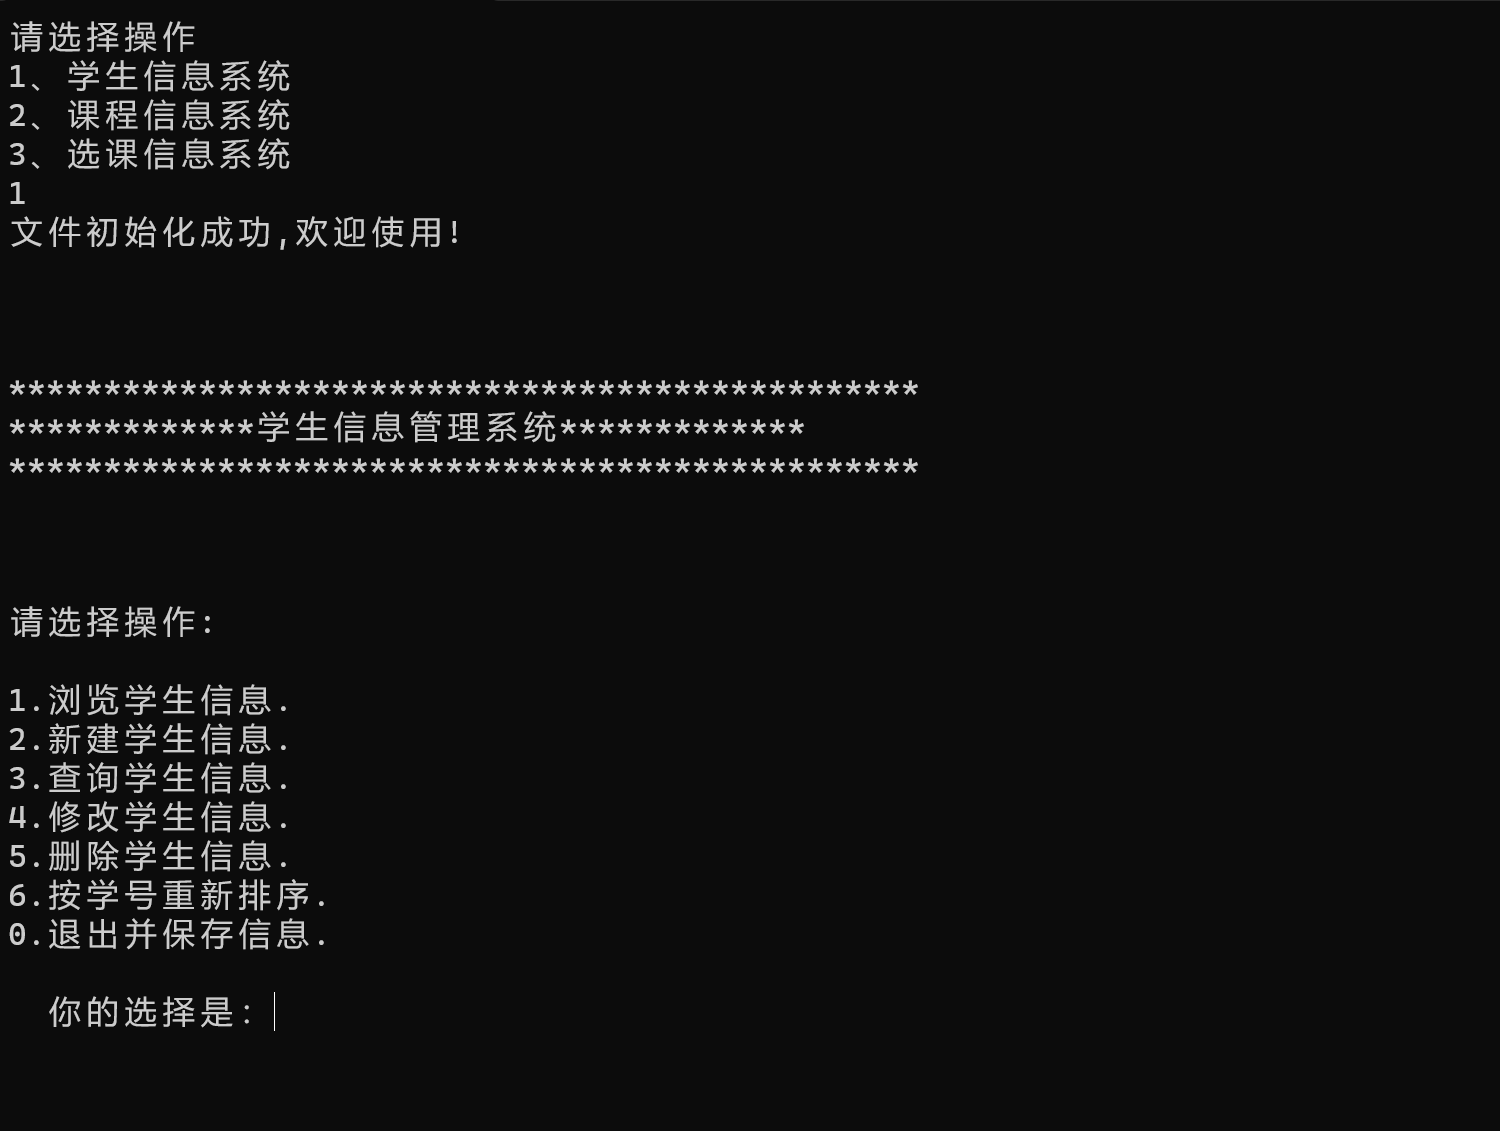 请选择操作
1、学生信息系统
2、课程信息系统
3、选课信息系统
1
文件初始化成功,欢迎使用!
************************************************
*************学生信息管理系统*************
************************************************
请选择操作:
1.浏览学生信息.
2.新建学生信息.
3.查询学生信息.
4.修改学生信息.
5.删除学生信息.
6.按学号重新排序.
0.退出并保存信息.
你的选择是: